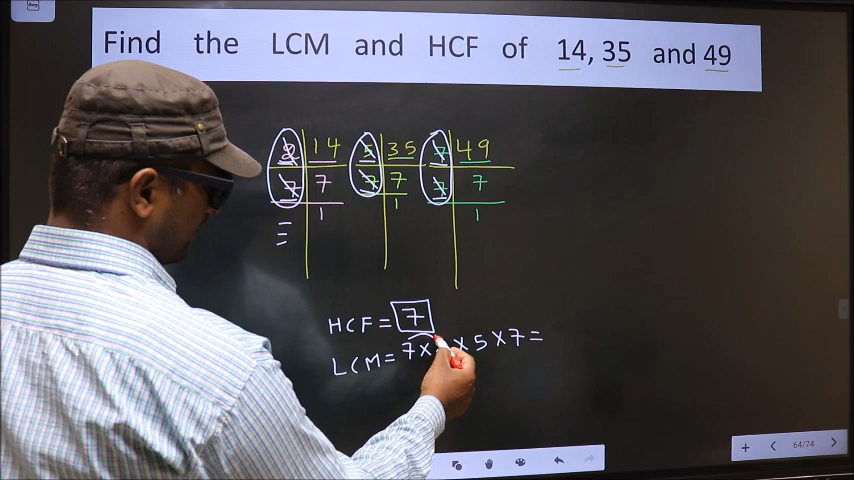 Find the LCM and HCF of 14, 35 and 49
2 14 5 35 7 49
7 7 7 7 7 7
1 1 1
HCF = 7
LCM = 7 × × 5 × 7 =
64/74